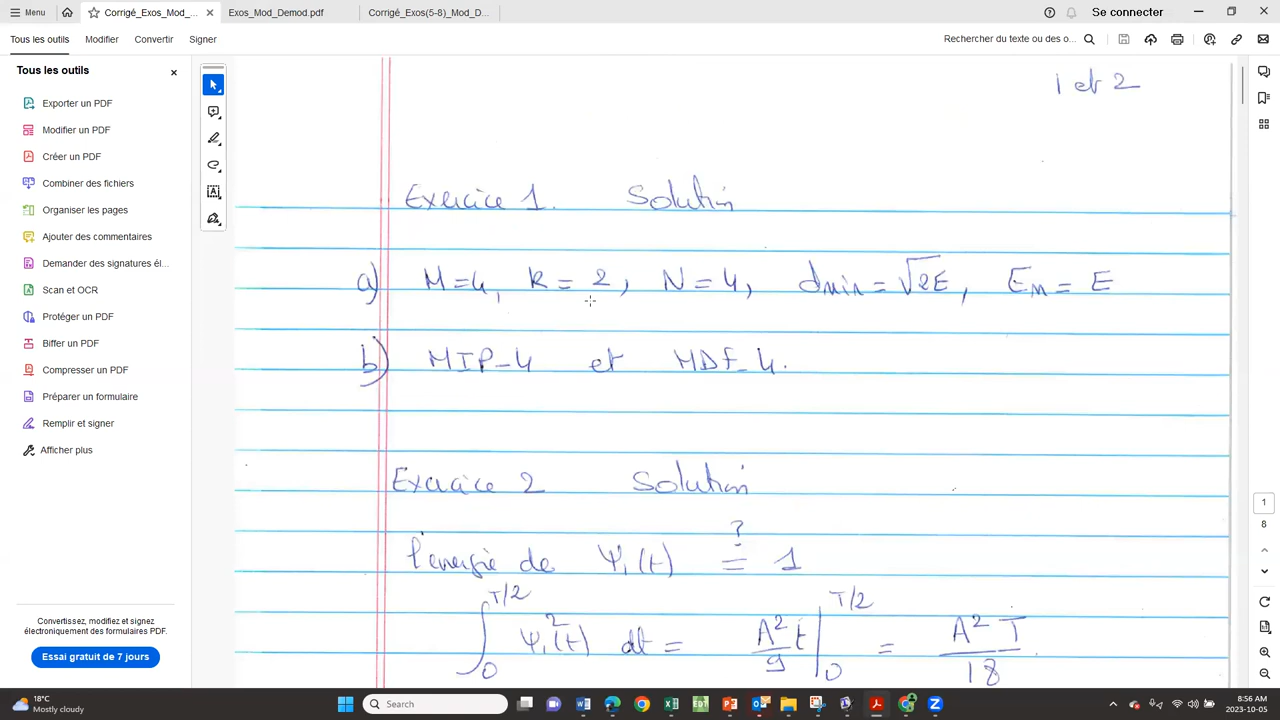 Menu
Corrigé_Exos_Mod_...
Exos_Mod_Demod.pdf
Corrigé_Exos(5-8)_Mod_D...
Se connecter
Tous les outils
Modifier
Convertir
Signer
Rechercher du texte ou des o...
Tous les outils
Exporter un PDF
Modifier un PDF
Créer un PDF
Combiner des fichiers
Organiser les pages
Ajouter des commentaires
Demander des signatures él...
Scan et OCR
Protéger un PDF
Biffer un PDF
Compresser un PDF
Préparer un formulaire
Remplir et signer
Afficher plus
Convertissez, modifiez et signez
électroniquement des formulaires PDF.
Essai gratuit de 7 jours
1 et 2
Exercice 1. Solution
a) M=4, K=2, N=4, dmin=√2E, Em=E
b) MIP-4 et MDF-4.
Exercice 2 Solution
l'énergie de Ψ₁(t) =? 1
∫₀^{T/2} Ψ₁²(t) dt = A²t/9 |₀^{T/2} = A²T/18
1
8
18°C
Mostly cloudy
Search
8:56 AM
2023-10-05